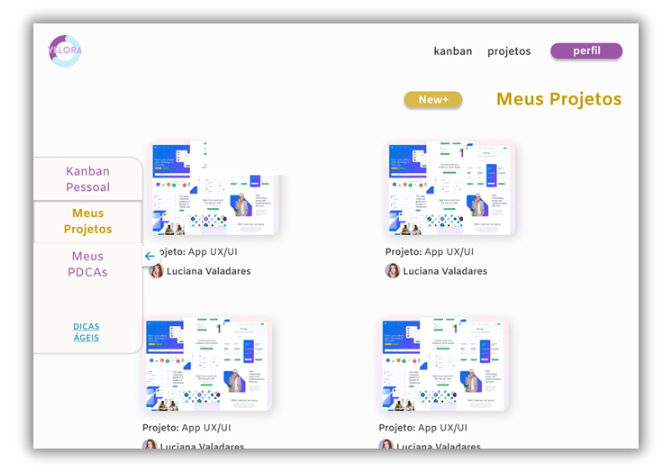 VELORA
kanban projetos perfil
New+ Meus Projetos
Kanban
Pessoal
Meus
Projetos
Meus
PDCAs
DICAS
ÁGEIS
ojeto: App UX/UI
Luciana Valadares
Projeto: App UX/UI
Luciana Valadares
Projeto: App UX/UI
Luciana Valadares
Projeto: App UX/UI
Luciana Valadares